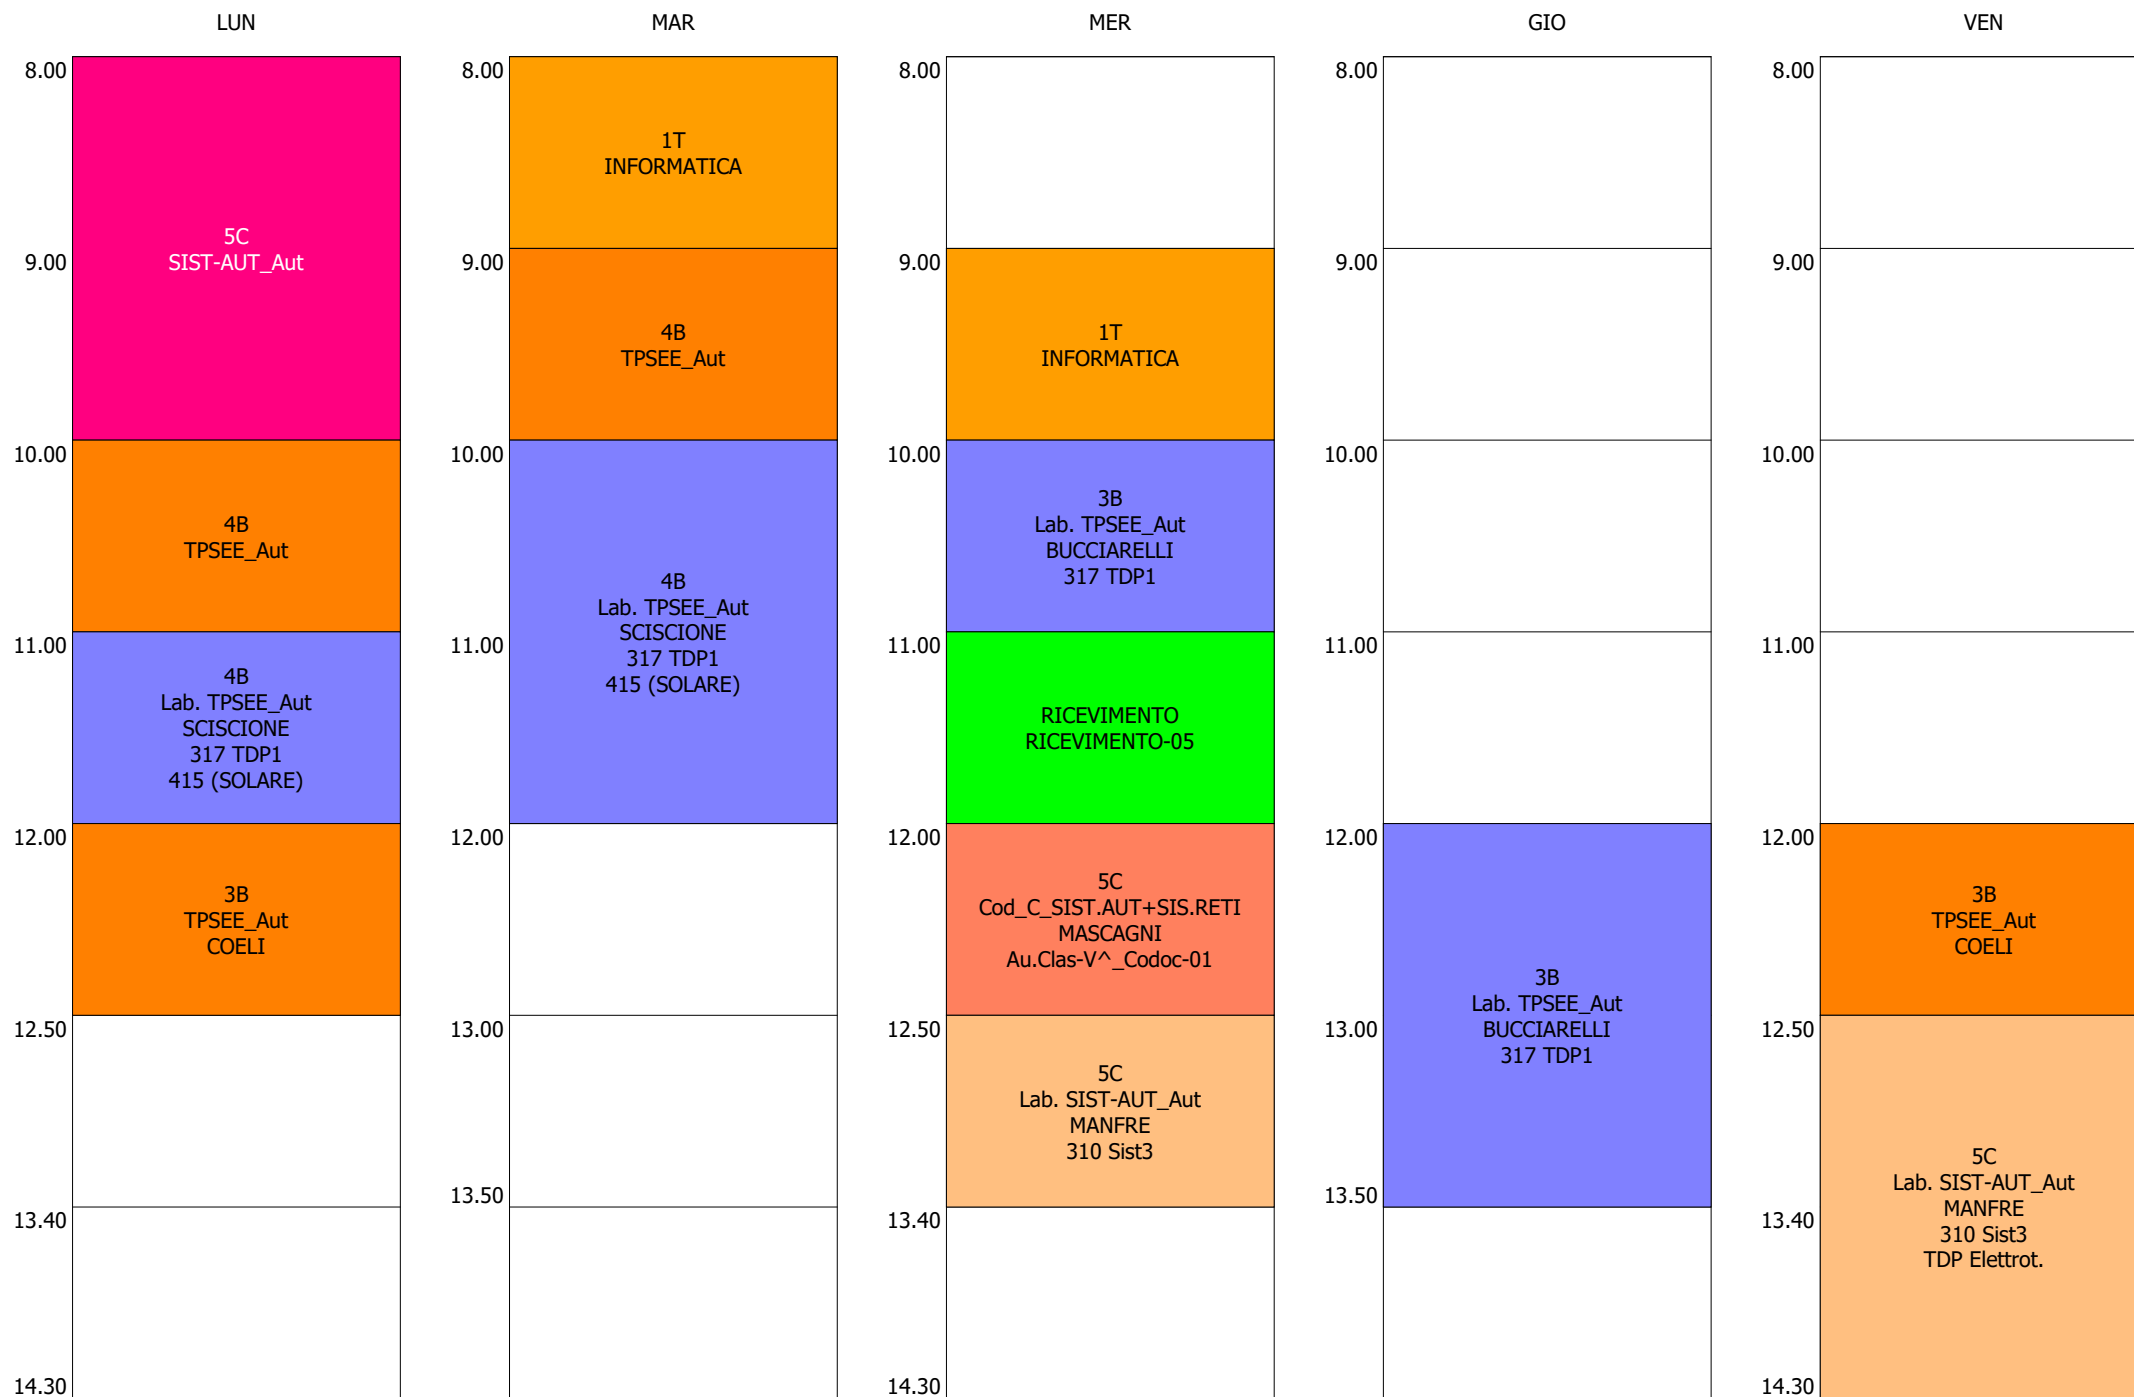 LUN
8.00
5C
SIST-AUT_Aut
9.00
10.00
4B
TPSEE_Aut
11.00
4B
Lab. TPSEE_Aut
SCISCIONE
317 TDP1
415 (SOLARE)
12.00
3B
TPSEE_Aut
COELI
12.50
13.40
14.30
MAR
8.00
1T
INFORMATICA
9.00
4B
TPSEE_Aut
10.00
4B
Lab. TPSEE_Aut
SCISCIONE
317 TDP1
415 (SOLARE)
11.00
12.00
13.00
13.50
MER
8.00
9.00
1T
INFORMATICA
10.00
3B
Lab. TPSEE_Aut
BUCCIARELLI
317 TDP1
11.00
RICEVIMENTO
RICEVIMENTO-05
12.00
5C
Cod_C_SIST.AUT+SIS.RETI
MASCAGNI
Au.Clas-V^_Codoc-01
12.50
5C
Lab. SIST-AUT_Aut
MANFRE
310 Sist3
13.40
14.30
GIO
8.00
9.00
10.00
11.00
12.00
3B
Lab. TPSEE_Aut
BUCCIARELLI
317 TDP1
13.00
13.50
VEN
8.00
9.00
10.00
11.00
12.00
3B
TPSEE_Aut
COELI
12.50
5C
Lab. SIST-AUT_Aut
MANFRE
310 Sist3
TDP Elettrot.
13.40
14.30